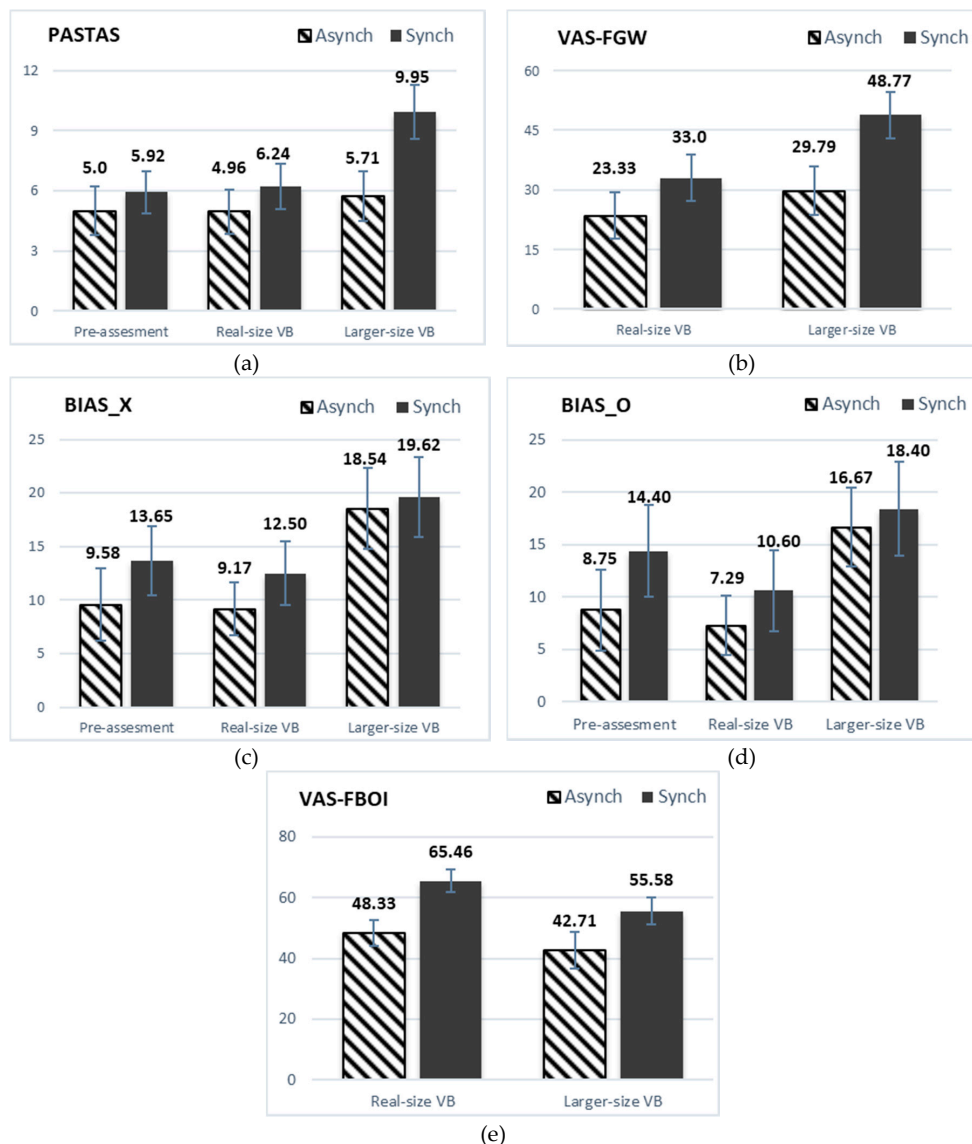 PASTAS
Asynch Synch
12
9
6
3
0
5.0 5.92 4.96 6.24 5.71 9.95
Pre-assesment Real-size VB Larger-size VB
(a)
VAS-FGW
Asynch Synch
60
45
30
15
0
23.33 33.0 29.79 48.77
Real-size VB Larger-size VB
(b)
BIAS_X
Asynch Synch
25
20
15
10
5
0
9.58 13.65 9.17 12.50 18.54 19.62
Pre-assesment Real-size VB Larger-size VB
(c)
BIAS_O
Asynch Synch
25
20
15
10
5
0
8.75 14.40 7.29 10.60 16.67 18.40
Pre-assesment Real-size VB Larger-size VB
(d)
VAS-FBOI
Asynch Synch
80
60
40
20
0
48.33 65.46 42.71 55.58
Real-size VB Larger-size VB
(e)